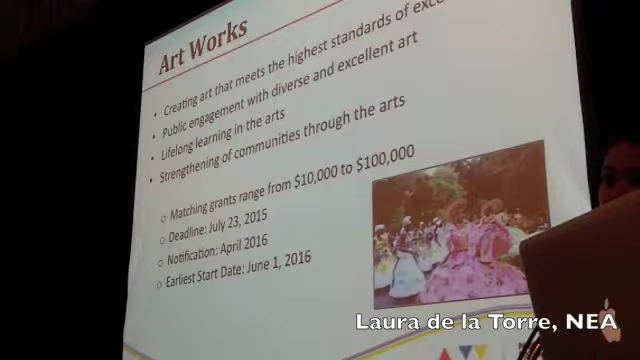 Art Works
• Creating art that meets the highest standards of
• Public engagement with diverse and excellent art
• Lifelong learning in the arts
• Strengthening of communities through the arts
○ Matching grants range from $10,000 to $100,000
○ Deadline: July 23, 2015
○ Notification: April 2016
○ Earliest Start Date: June 1, 2016
Laura de la Torre, NEA